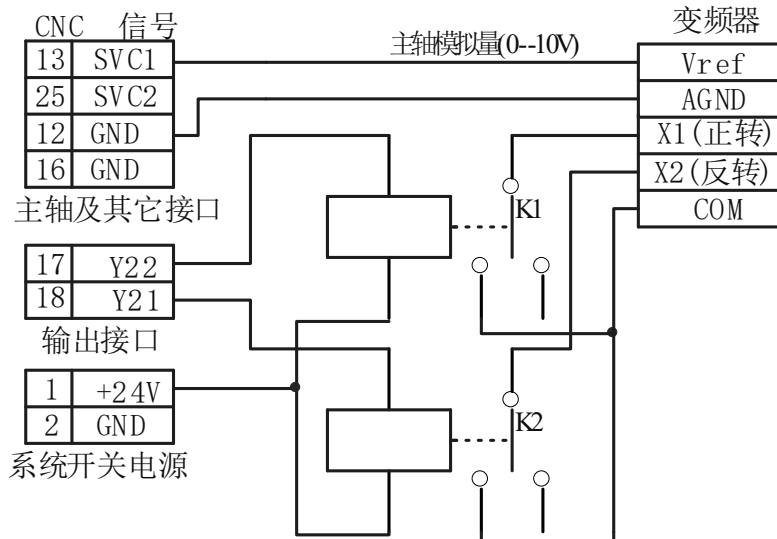 CNC 信号
13 SVC1
25 SVC2
12 GND
16 GND
主轴及其它接口
17 Y22
18 Y21
输出接口
1 +24V
2 GND
系统开关电源
主轴模拟量(0--10V)
K1
K2
变频器
Vref
AGND
X1(正转)
X2(反转)
COM